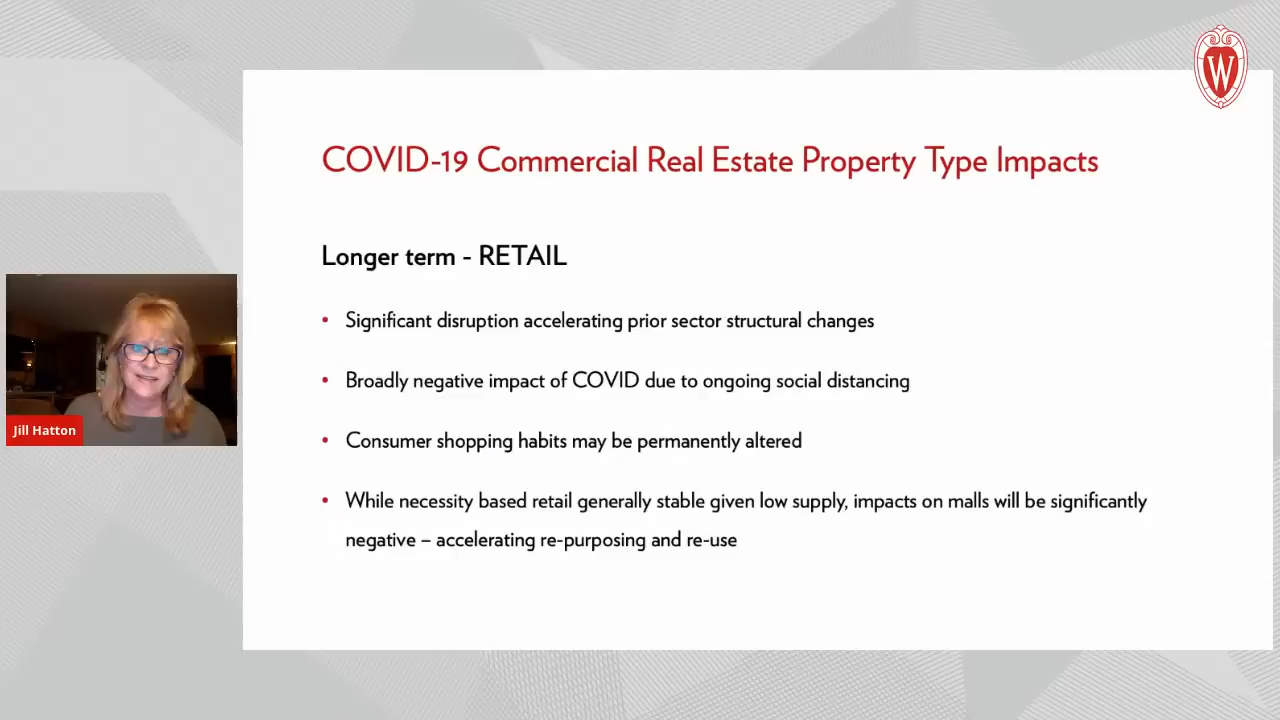 W
COVID-19 Commercial Real Estate Property Type Impacts
Longer term - RETAIL
• Significant disruption accelerating prior sector structural changes
• Broadly negative impact of COVID due to ongoing social distancing
• Consumer shopping habits may be permanently altered
• While necessity based retail generally stable given low supply, impacts on malls will be significantly
negative – accelerating re-purposing and re-use
Jill Hatton